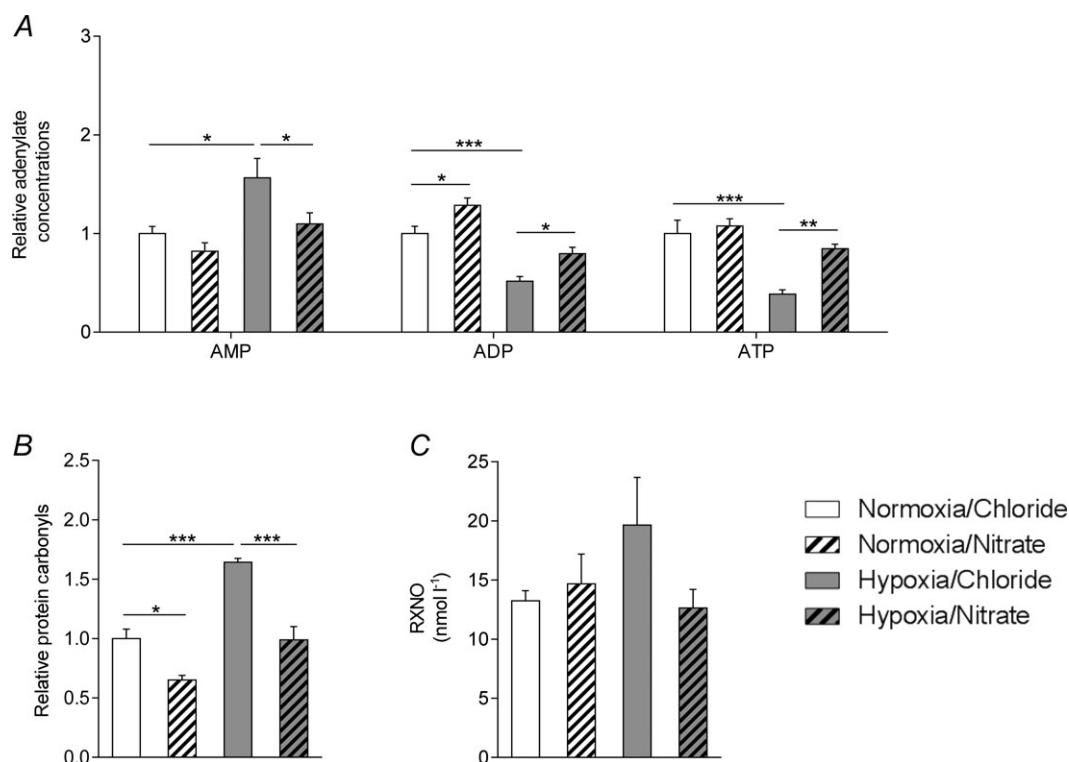 A
Relative adenylate
concentrations
3
2
1
0
*
*
***
*
*
***
**
AMP
ADP
ATP
B
Relative protein carbonyls
2.5
2.0
1.5
1.0
0.5
0.0
***
***
*
C
RXNO
(nmol l⁻¹)
25
20
15
10
5
0
Normoxia/Chloride
Normoxia/Nitrate
Hypoxia/Chloride
Hypoxia/Nitrate